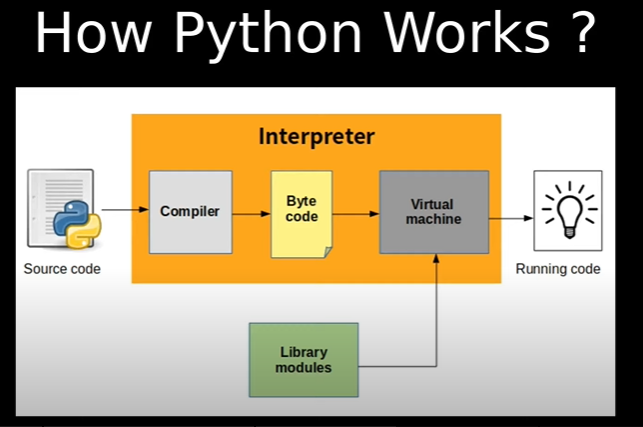 How Python Works ?
Interpreter
Compiler
Byte
code
Virtual
machine
Source code
Running code
Library
modules